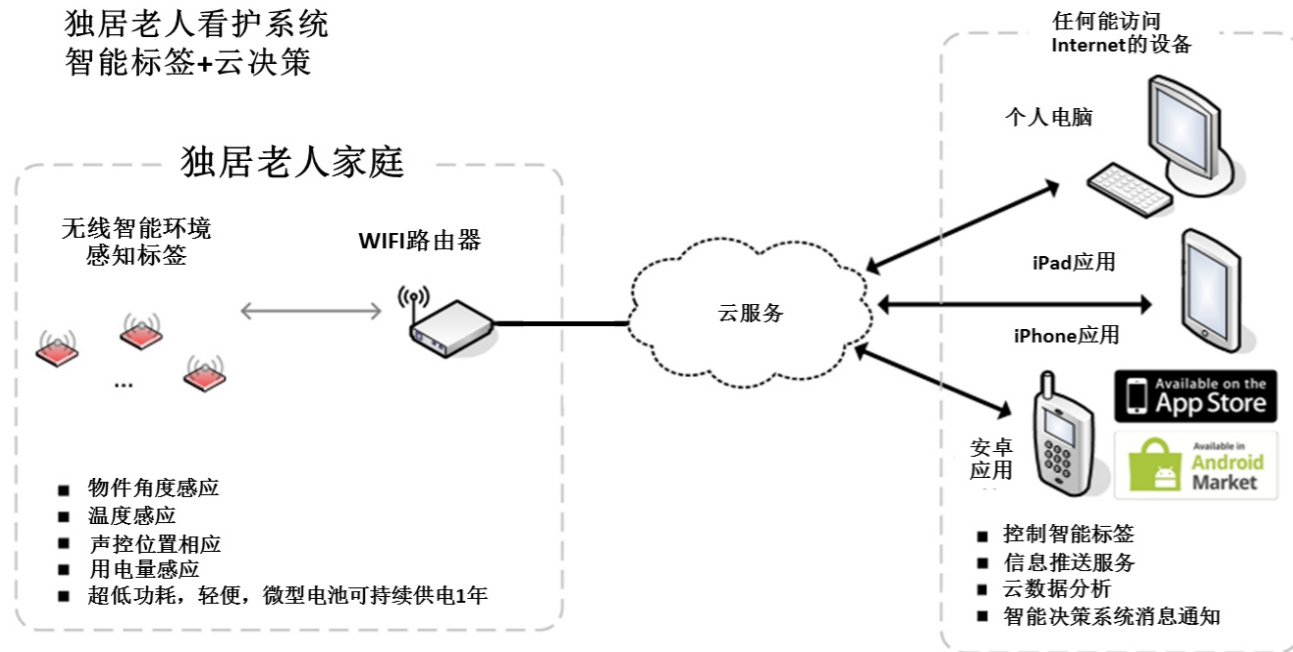 独居老人看护系统
智能标签+云决策
独居老人家庭
无线智能环境
感知标签
WIFI路由器
...
物件角度感应
温度感应
声控位置相应
用电量感应
超低功耗，轻便，微型电池可持续供电1年
云服务
任何能访问
Internet的设备
个人电脑
iPad应用
iPhone应用
安卓
应用
Available on the
App Store
Available in
Android
Market
控制智能标签
信息推送服务
云数据分析
智能决策系统消息通知